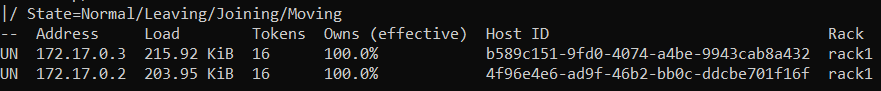 |/ State=Normal/Leaving/Joining/Moving
--  Address     Load        Tokens  Owns (effective)  Host ID                               Rack
UN  172.17.0.3  215.92 KiB  16      100.0%            b589c151-9fd0-4074-a4be-9943cab8a432  rack1
UN  172.17.0.2  203.95 KiB  16      100.0%            4f96e4e6-ad9f-46b2-bb0c-ddcbe701f16f  rack1